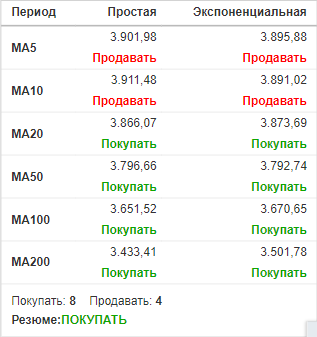 Период Простая Экспоненциальная
3.901,98 3.895,88
MA5
Продавать Продавать
3.911,48 3.891,02
MA10
Продавать Продавать
3.866,07 3.873,69
MA20
Покупать Покупать
3.796,66 3.792,74
MA50
Покупать Покупать
3.651,52 3.670,65
MA100
Покупать Покупать
3.433,41 3.501,78
MA200
Покупать Покупать
Покупать: 8 Продавать: 4
Резюме:ПОКУПАТЬ